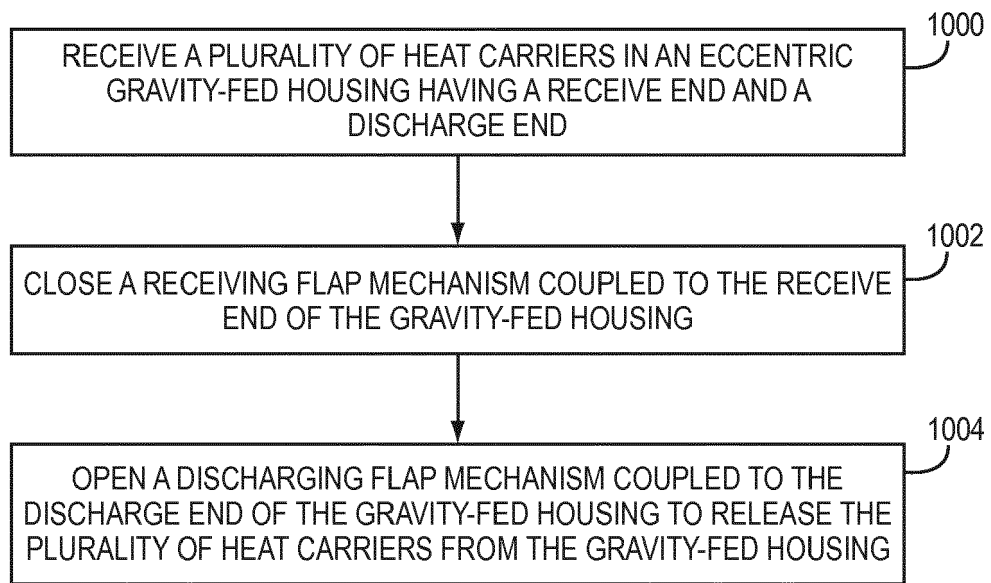 1000
RECEIVE A PLURALITY OF HEAT CARRIERS IN AN ECCENTRIC
GRAVITY-FED HOUSING HAVING A RECEIVE END AND A
DISCHARGE END
1002
CLOSE A RECEIVING FLAP MECHANISM COUPLED TO THE RECEIVE
END OF THE GRAVITY-FED HOUSING
1004
OPEN A DISCHARGING FLAP MECHANISM COUPLED TO THE
DISCHARGE END OF THE GRAVITY-FED HOUSING TO RELEASE THE
PLURALITY OF HEAT CARRIERS FROM THE GRAVITY-FED HOUSING